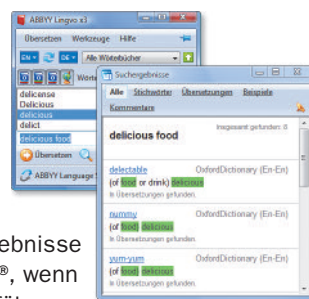 ABBYY Lingvo x3
Übersetzen Werkzeuge Hilfe
EN DE Alle Wörterbücher
Wörte
delicense
Delicious
delicious
delict
delicious food
Übersetzen
ABBYY Language S
Suchergebnisse
Alle Stichwörter Übersetzungen Beispiele
Kommentare
Insgesamt gefunden: 8
delicious food
delectable OxfordDictionary (En-En)
(of food or drink) delicious
In Übersetzungen gefunden.
nummy OxfordDictionary (En-En)
(of food) delicious
In Übersetzungen gefunden.
yum-yum OxfordDictionary (En-En)
(of food) delicious
In Übersetzungen gefunden.
ebnisse
®, wenn